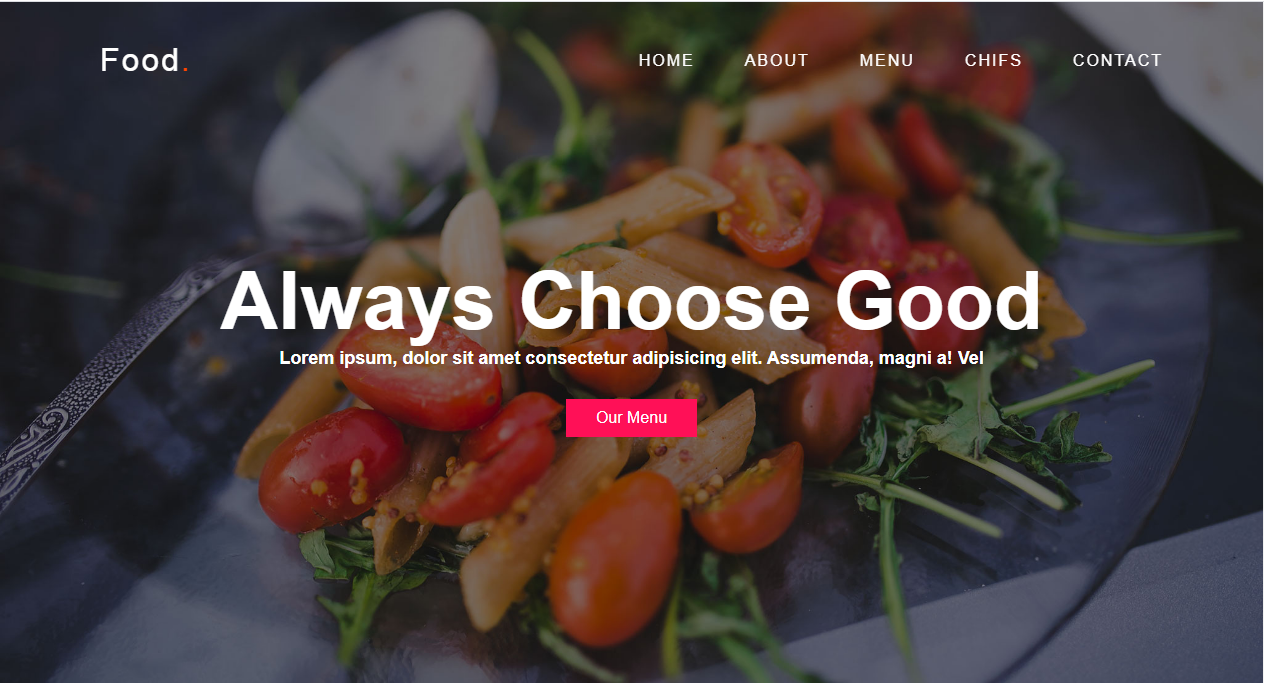 Food.
HOME ABOUT MENU CHIFS CONTACT
Always Choose Good
Lorem ipsum, dolor sit amet consectetur adipisicing elit. Assumenda, magni a! Vel
Our Menu